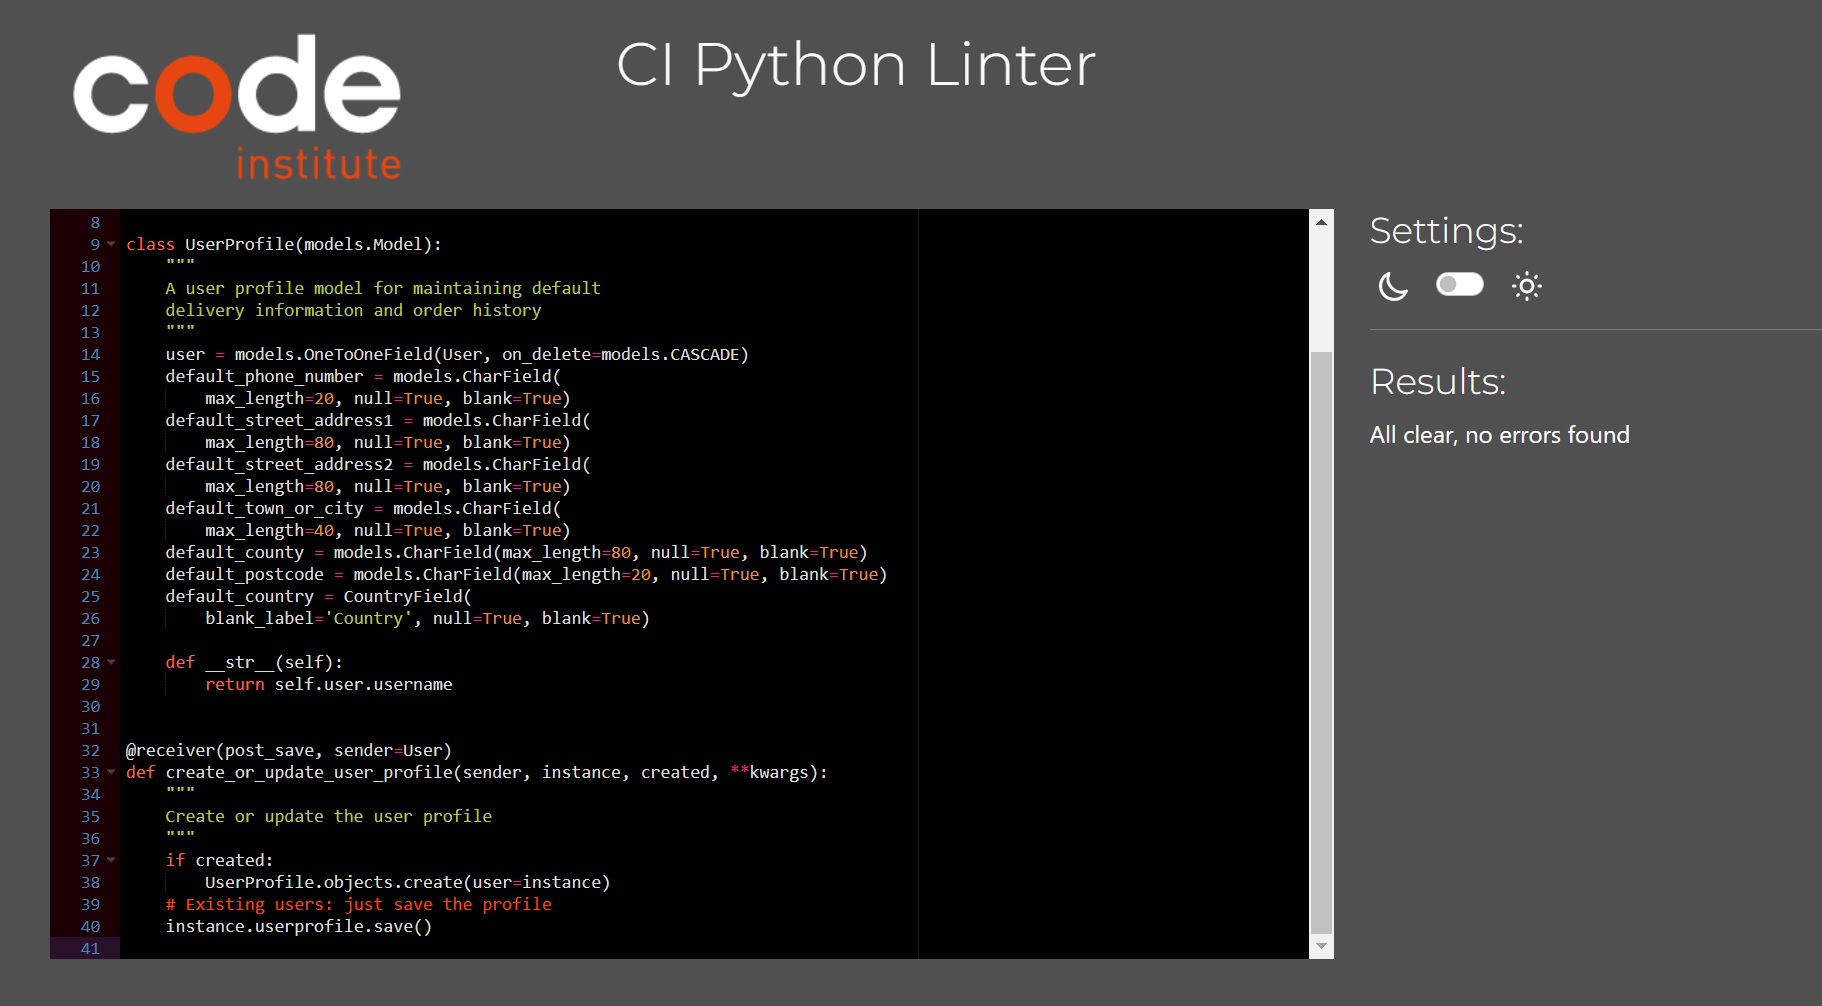 code
institute
CI Python Linter
8
9 class UserProfile(models.Model):
10     """
11     A user profile model for maintaining default
12     delivery information and order history
13     """
14     user = models.OneToOneField(User, on_delete=models.CASCADE)
15     default_phone_number = models.CharField(
16         max_length=20, null=True, blank=True)
17     default_street_address1 = models.CharField(
18         max_length=80, null=True, blank=True)
19     default_street_address2 = models.CharField(
20         max_length=80, null=True, blank=True)
21     default_town_or_city = models.CharField(
22         max_length=40, null=True, blank=True)
23     default_county = models.CharField(max_length=80, null=True, blank=True)
24     default_postcode = models.CharField(max_length=20, null=True, blank=True)
25     default_country = CountryField(
26         blank_label='Country', null=True, blank=True)
27
28     def __str__(self):
29         return self.user.username
30
31
32 @receiver(post_save, sender=User)
33 def create_or_update_user_profile(sender, instance, created, **kwargs):
34     """
35     Create or update the user profile
36     """
37     if created:
38         UserProfile.objects.create(user=instance)
39     # Existing users: just save the profile
40     instance.userprofile.save()
41
Settings:
Results:
All clear, no errors found